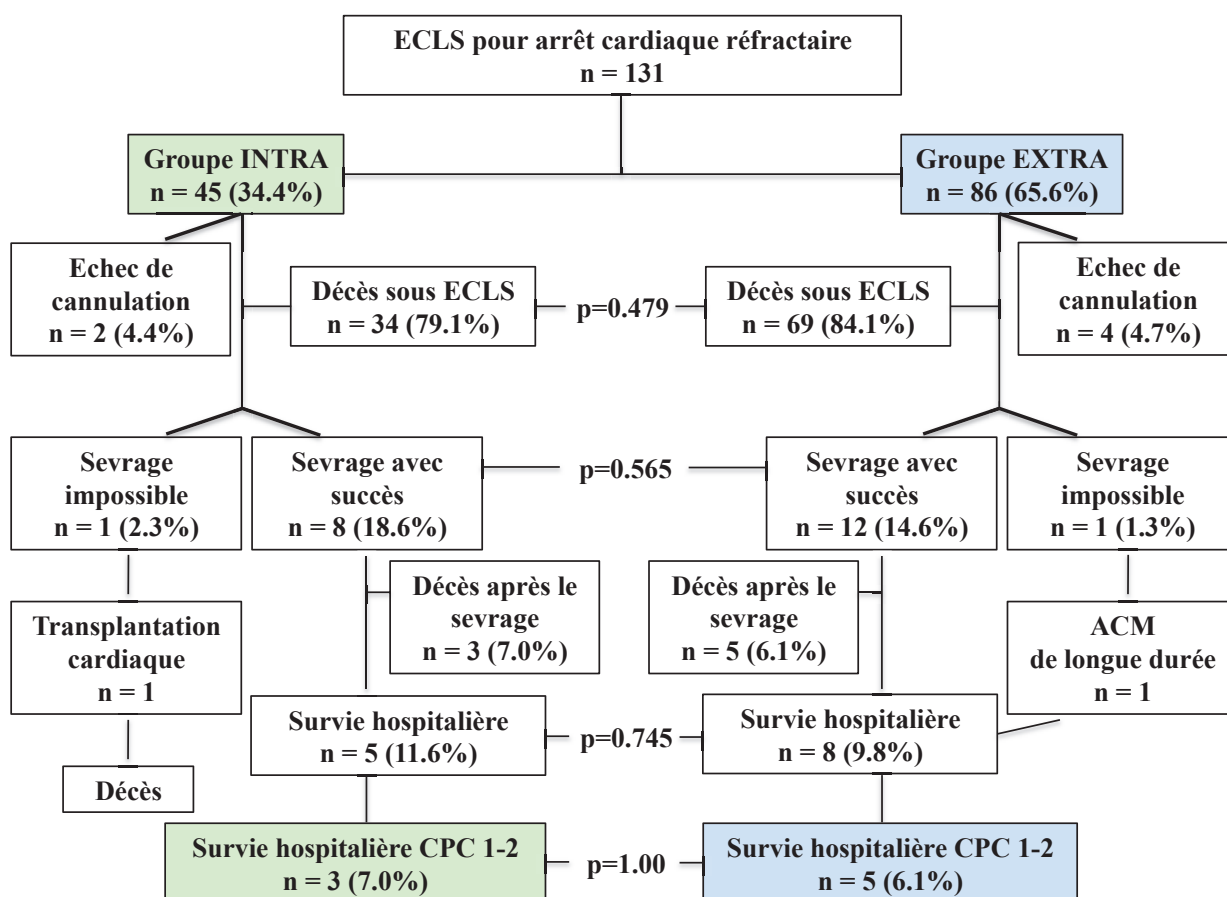 ECLS pour arrêt cardiaque réfractaire
n = 131
Groupe INTRA
n = 45 (34.4%)
Groupe EXTRA
n = 86 (65.6%)
Echec de
cannulation
n = 2 (4.4%)
Décès sous ECLS
n = 34 (79.1%)
p=0.479
Décès sous ECLS
n = 69 (84.1%)
Echec de
cannulation
n = 4 (4.7%)
Sevrage
impossible
n = 1 (2.3%)
Sevrage avec
succès
n = 8 (18.6%)
p=0.565
Sevrage avec
succès
n = 12 (14.6%)
Sevrage
impossible
n = 1 (1.3%)
Décès après le
sevrage
n = 3 (7.0%)
Décès après le
sevrage
n = 5 (6.1%)
Transplantation
cardiaque
n = 1
ACM
de longue durée
n = 1
Survie hospitalière
n = 5 (11.6%)
p=0.745
Survie hospitalière
n = 8 (9.8%)
Décès
Survie hospitalière CPC 1-2
n = 3 (7.0%)
p=1.00
Survie hospitalière CPC 1-2
n = 5 (6.1%)